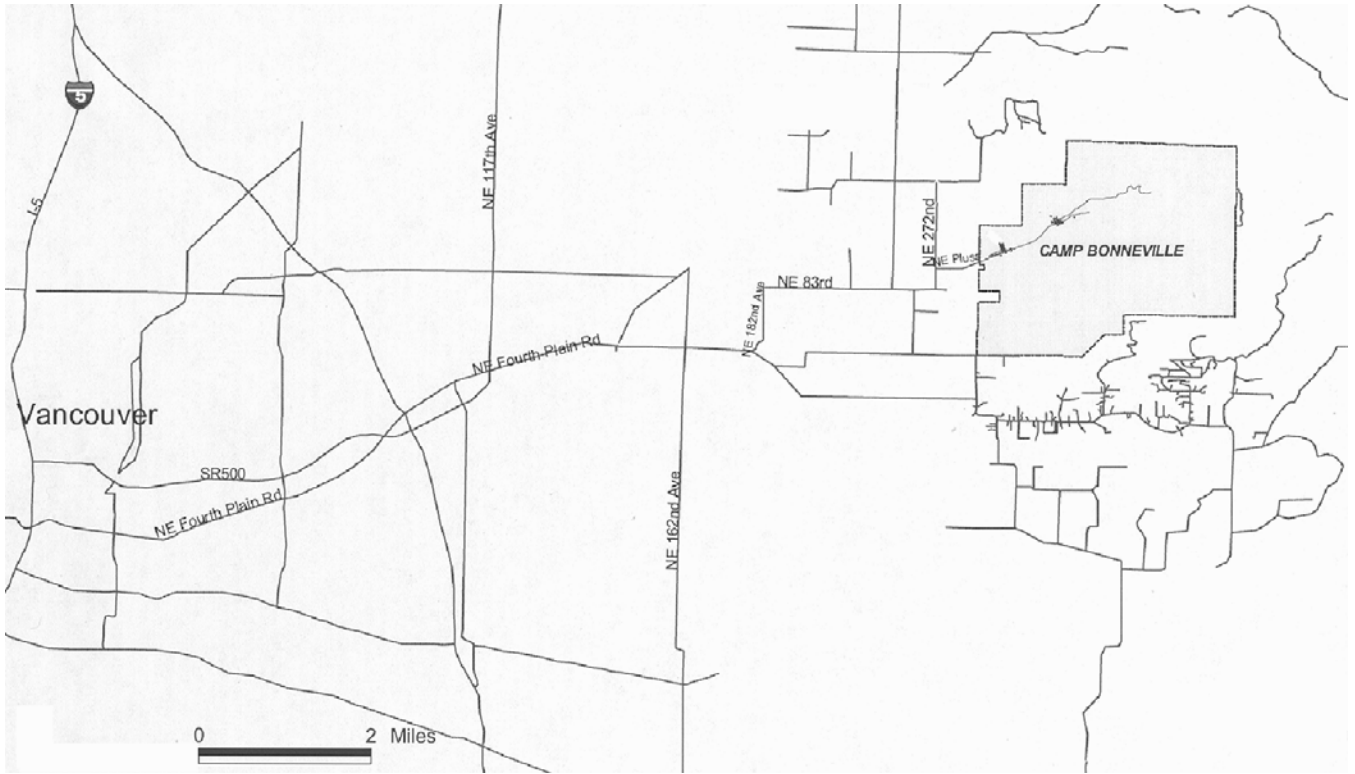 5
I-5
NE 117th Ave
NE 272nd
NE Pluss
CAMP BONNEVILLE
NE 83rd
NE 182nd Ave
NE Fourth Plain Rd
Vancouver
SR500
NE Fourth Plain Rd
NE 162nd Ave
0 2 Miles